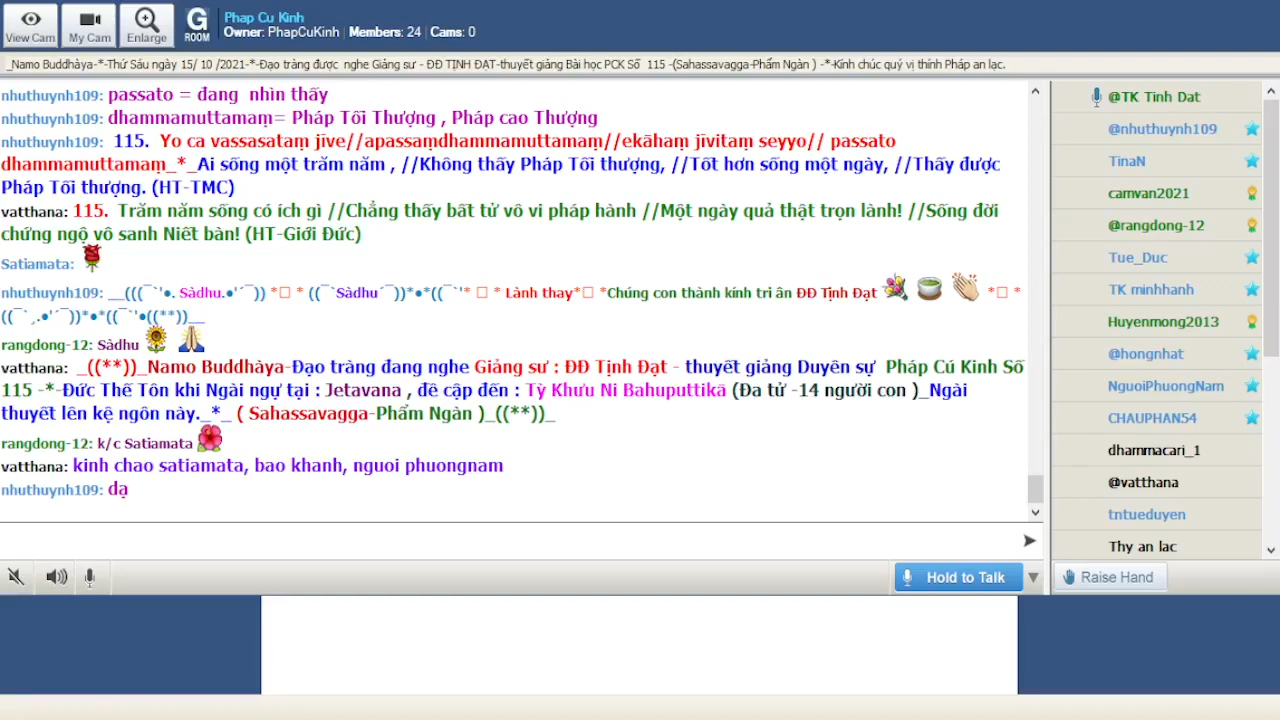 View Cam
My Cam
Enlarge
G
ROOM
Phap Cu Kinh
Owner: PhapCuKinh | Members: 24 | Cams: 0
_Namo Buddhàya-*-Thứ Sáu ngày 15/ 10 /2021-*-Đạo tràng được nghe Giảng sư - ĐĐ TỊNH ĐẠT-thuyết giảng Bài học PCK Số 115 -(Sahassavagga-Phẩm Ngàn ) -*-Kính chúc quý vị thính Pháp an lạc.
nhuthuynh109: passato = đang nhìn thấy
nhuthuynh109: dhammamuttamaṃ= Pháp Tối Thượng , Pháp cao Thượng
nhuthuynh109: 115. Yo ca vassasataṃ jīve//apassaṃdhammamuttamaṃ//ekāhaṃ jīvitaṃ seyyo// passato
dhammamuttamaṃ_*_Ai sống một trăm năm , //Không thấy Pháp Tối thượng, //Tốt hơn sống một ngày, //Thấy được
Pháp Tối thượng. (HT-TMC)
vatthana: 115. Trăm năm sống có ích gì //Chẳng thấy bất tử vô vi pháp hành //Một ngày quả thật trọn lành! //Sống đời
chứng ngộ vô sanh Niết bàn! (HT-Giới Đức)
Satiamata:
nhuthuynh109: __(((¯`'•. Sàdhu.•'´¯)) *□ * ((¯`Sàdhu´¯))*•*((¯`'* □ * Lành thay*□ *Chúng con thành kính tri ân ĐĐ Tịnh Đạt *□ *
((¯`¸.•'´¯))*•*((¯`'•((**))__
rangdong-12: Sàdhu
vatthana: _((**))_Namo Buddhàya-Đạo tràng đang nghe Giảng sư : ĐĐ Tịnh Đạt - thuyết giảng Duyên sự Pháp Cú Kinh Số
115 -*-Đức Thế Tôn khi Ngài ngự tại : Jetavana , đề cập đến : Tỳ Khưu Ni Bahuputtikā (Đa tử -14 người con )_Ngài
thuyết lên kệ ngôn này._*_ ( Sahassavagga-Phẩm Ngàn )_((**))_
rangdong-12: k/c Satiamata
vatthana: kinh chao satiamata, bao khanh, nguoi phuongnam
nhuthuynh109: dạ
@TK Tinh Dat
@nhuthuynh109
TinaN
camvan2021
@rangdong-12
Tue_Duc
TK minhhanh
Huyenmong2013
@hongnhat
NguoiPhuongNam
CHAUPHAN54
dhammacari_1
@vatthana
tntueduyen
Thy an lac
Hold to Talk
Raise Hand